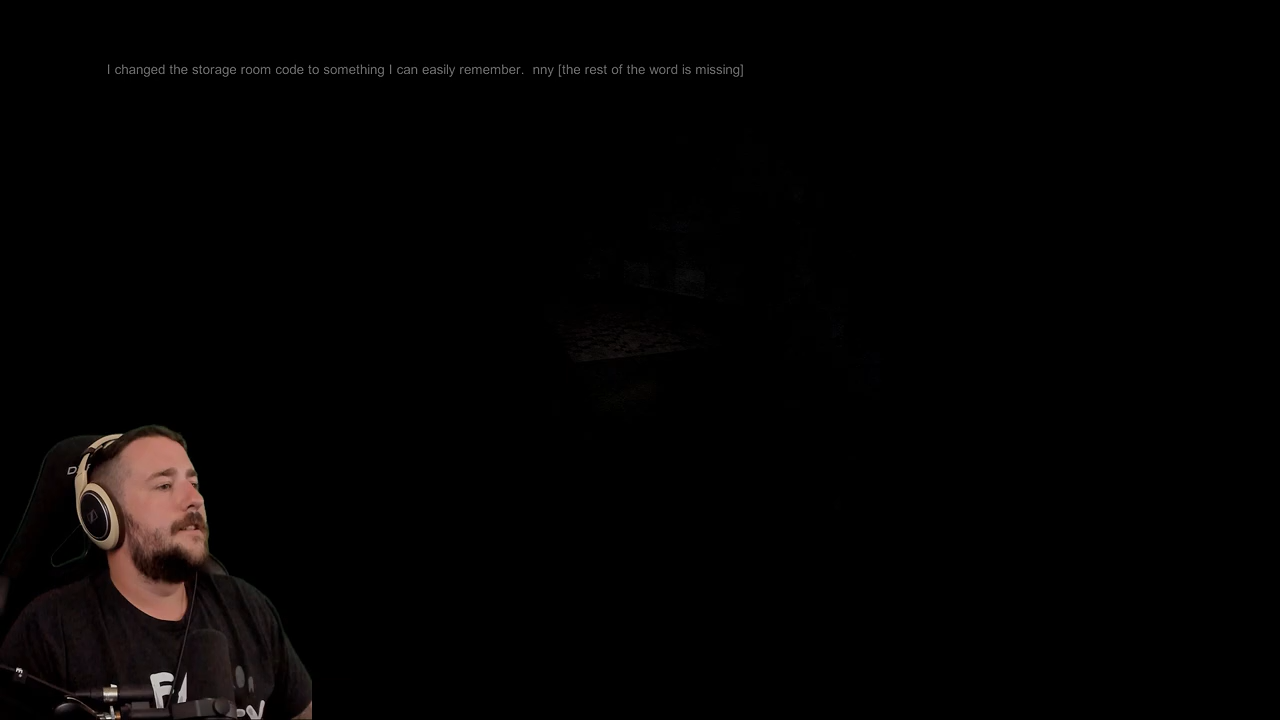 I changed the storage room code to something I can easily remember.  nny [the rest of the word is missing]